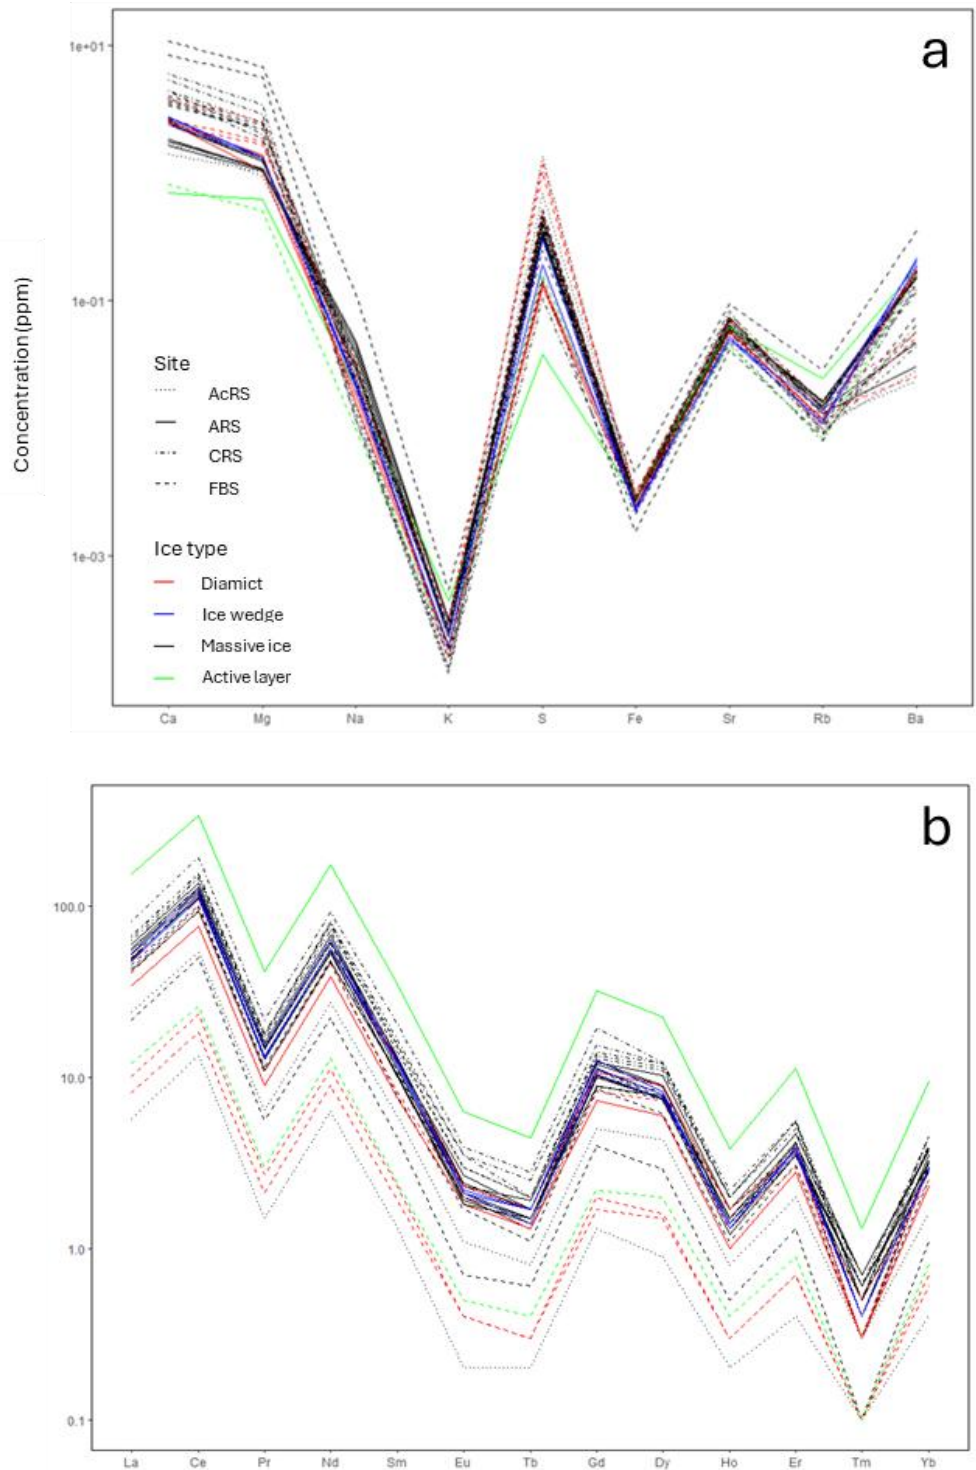 a
1e+01
1e-01
1e-03
Concentration (ppm)
Site
AcRS
ARS
CRS
FBS
Ice type
Diamict
Ice wedge
Massive ice
Active layer
Ca Mg Na K S Fe Sr Rb Ba
b
100.0
10.0
1.0
0.1
La Ce Pr Nd Sm Eu Tb Gd Dy Ho Er Tm Yb